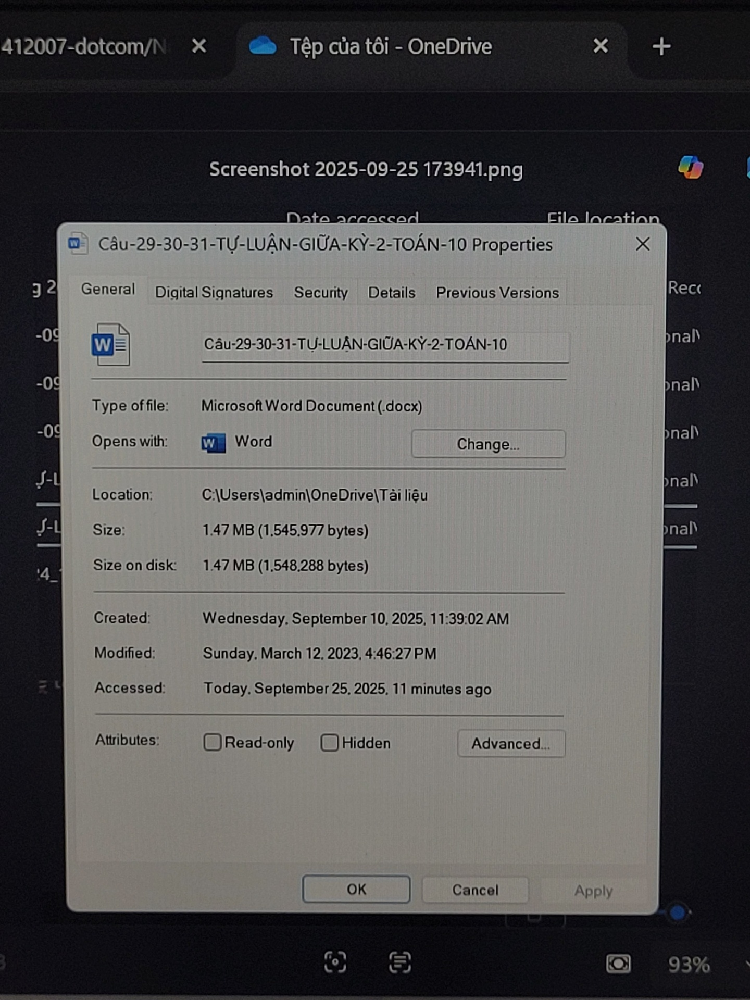 412007-dotcom/N
Tệp của tôi - OneDrive
Screenshot 2025-09-25 173941.png
Date accessed
File location
Câu-29-30-31-TỰ-LUẬN-GIỮA-KỲ-2-TOÁN-10 Properties
General
Digital Signatures
Security
Details
Previous Versions
W
Câu-29-30-31-TỰ-LUẬN-GIỮA-KỲ-2-TOÁN-10
Type of file:
Microsoft Word Document (.docx)
Opens with:
W
Word
Change...
Location:
C:\Users\admin\OneDrive\Tài liệu
Size:
1.47 MB (1,545,977 bytes)
Size on disk:
1.47 MB (1,548,288 bytes)
Created:
Wednesday, September 10, 2025, 11:39:02 AM
Modified:
Sunday, March 12, 2023, 4:46:27 PM
Accessed:
Today, September 25, 2025, 11 minutes ago
Attributes:
Read-only
Hidden
Advanced...
OK
Cancel
Apply
93%